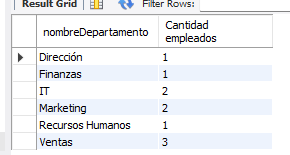 Result Grid Filter Rows:
nombreDepartamento Cantidad empleados
Dirección 1
Finanzas 1
IT 2
Marketing 2
Recursos Humanos 1
Ventas 3